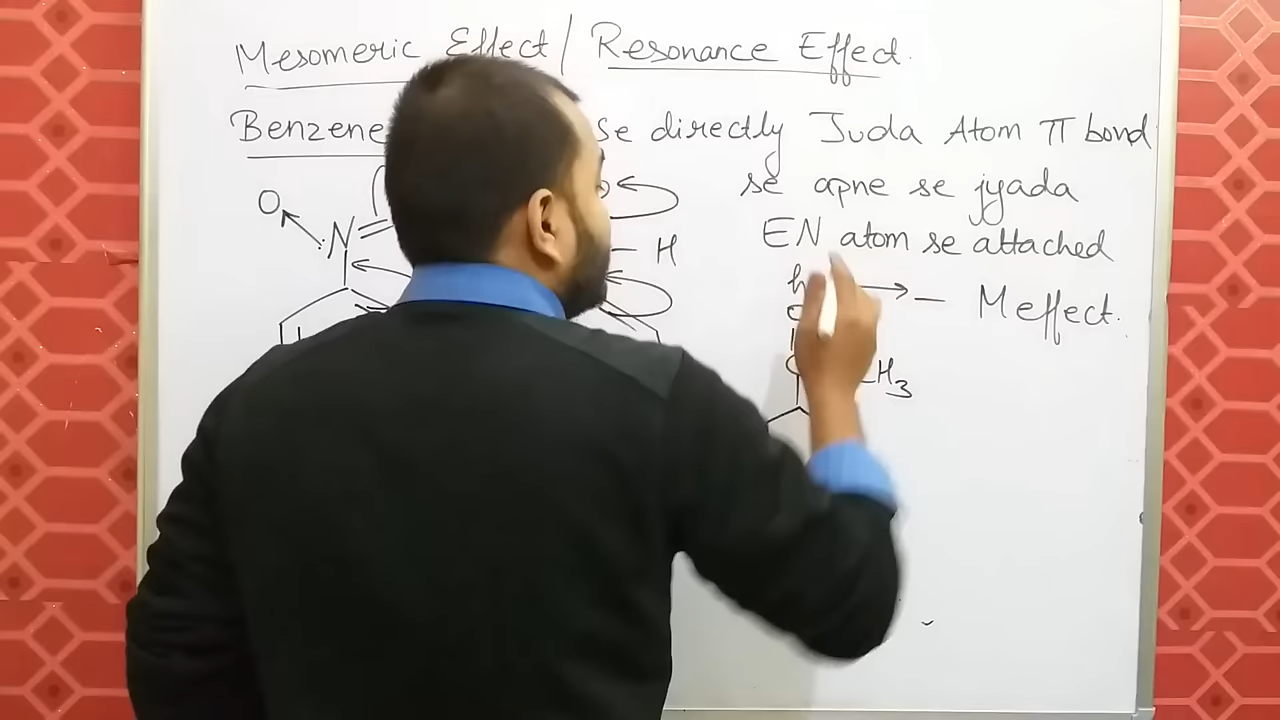 Mesomeric Effect / Resonance Effect.
Benzene se directly Juda Atom π bond
se apne se jyada
EN atom se attached
→ – M effect.
O N
H
H3